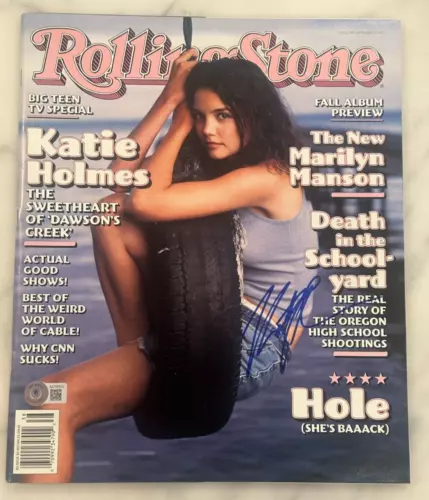 Rolling Stone
BIG TEEN
TV SPECIAL
Katie
Holmes
THE
SWEETHEART
OF 'DAWSON'S
CREEK'
ACTUAL
GOOD
SHOWS!
BEST OF
THE WEIRD
WORLD
OF CABLE!
WHY CNN
SUCKS!
FALL ALBUM
PREVIEW
The New
Marilyn
Manson
Death
in the
School-
yard
THE REAL
STORY OF
THE OREGON
HIGH SCHOOL
SHOOTINGS
Hole
(SHE'S BAAACK)